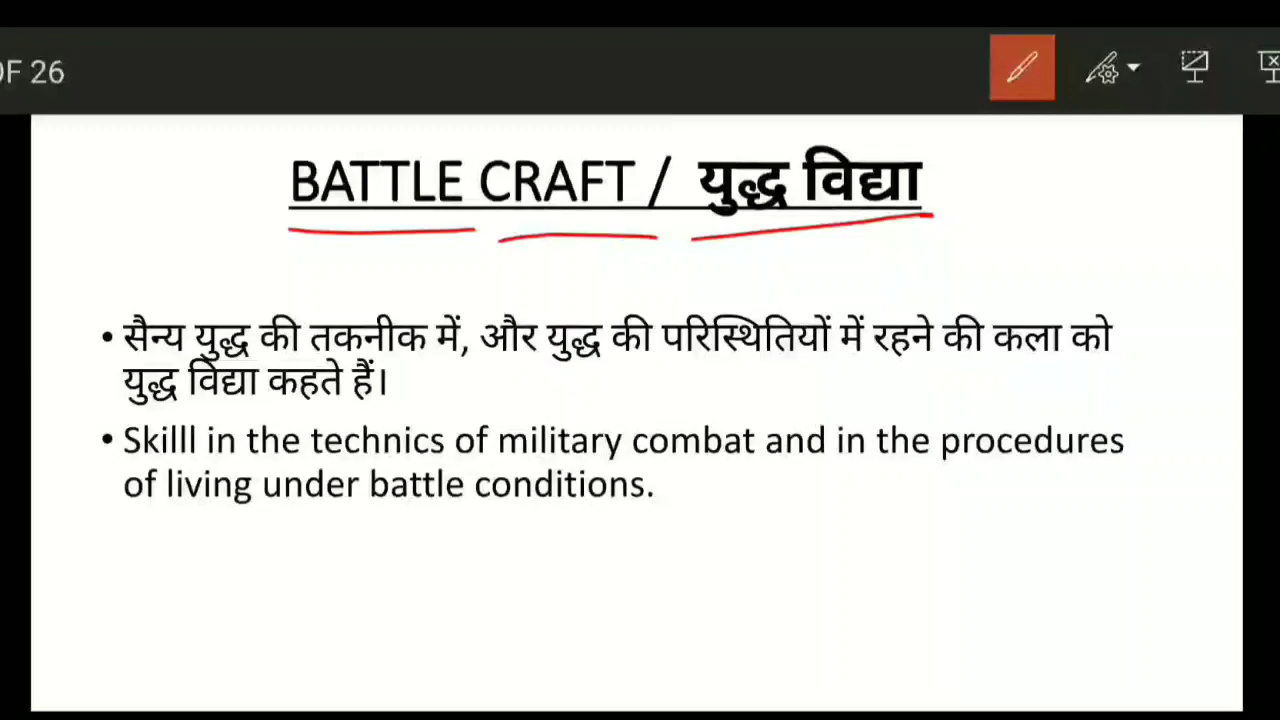 OF 26
BATTLE CRAFT / युद्ध विद्या
• सैन्य युद्ध की तकनीक में, और युद्ध की परिस्थितियों में रहने की कला को
युद्ध विद्या कहते हैं।
• Skilll in the technics of military combat and in the procedures
of living under battle conditions.